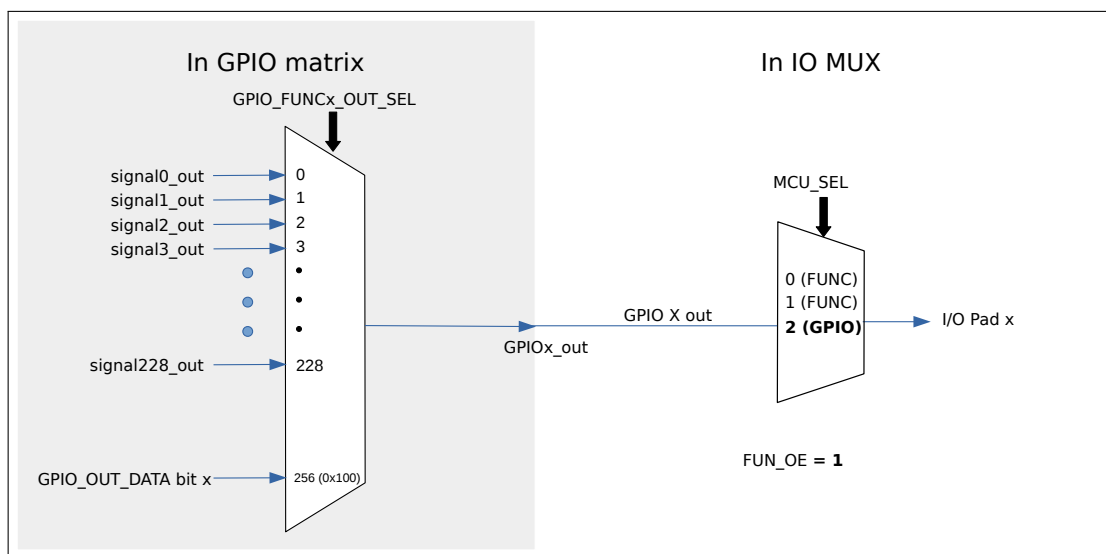 In GPIO matrix
In IO MUX
GPIO_FUNCx_OUT_SEL
signal0_out
0
signal1_out
1
signal2_out
2
signal3_out
3
signal228_out
228
GPIO_OUT_DATA bit x
256 (0x100)
GPIOx_out
GPIO X out
MCU_SEL
0 (FUNC)
1 (FUNC)
2 (GPIO)
I/O Pad x
FUN_OE = 1